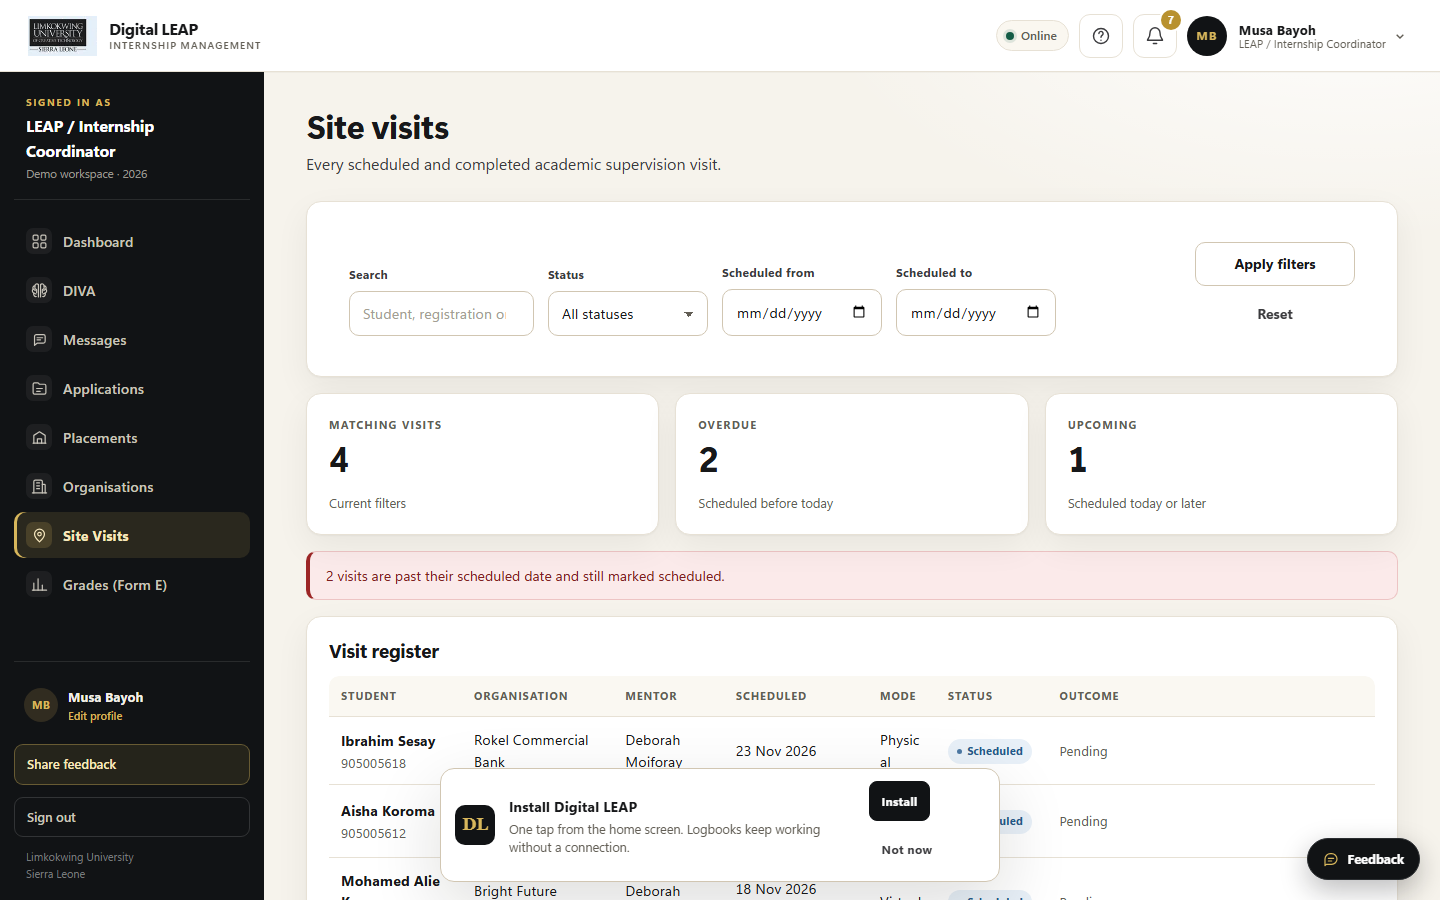 LIMKOKWING
UNIVERSITY
OF CREATIVE TECHNOLOGY
SIERRA LEONE
Digital LEAP
INTERNSHIP MANAGEMENT
Online
7
MB
Musa Bayoh
LEAP / Internship Coordinator
SIGNED IN AS
LEAP / Internship
Coordinator
Demo workspace · 2026
Dashboard
DIVA
Messages
Applications
Placements
Organisations
Site Visits
Grades (Form E)
MB
Musa Bayoh
Edit profile
Share feedback
Sign out
Limkokwing University
Sierra Leone
Site visits
Every scheduled and completed academic supervision visit.
Search
Student, registration o
Status
All statuses
Scheduled from
mm/dd/yyyy
Scheduled to
mm/dd/yyyy
Apply filters
Reset
MATCHING VISITS
4
Current filters
OVERDUE
2
Scheduled before today
UPCOMING
1
Scheduled today or later
2 visits are past their scheduled date and still marked scheduled.
Visit register
STUDENT ORGANISATION MENTOR SCHEDULED MODE STATUS OUTCOME
Ibrahim Sesay
905005618
Rokel Commercial
Bank
Deborah
Moiforay
23 Nov 2026
Physic
al
Scheduled
Pending
Aisha Koroma
905005612
uled
Pending
Mohamed Alie
Bright Future
Deborah
18 Nov 2026
DL
Install Digital LEAP
One tap from the home screen. Logbooks keep working
without a connection.
Install
Not now
Feedback